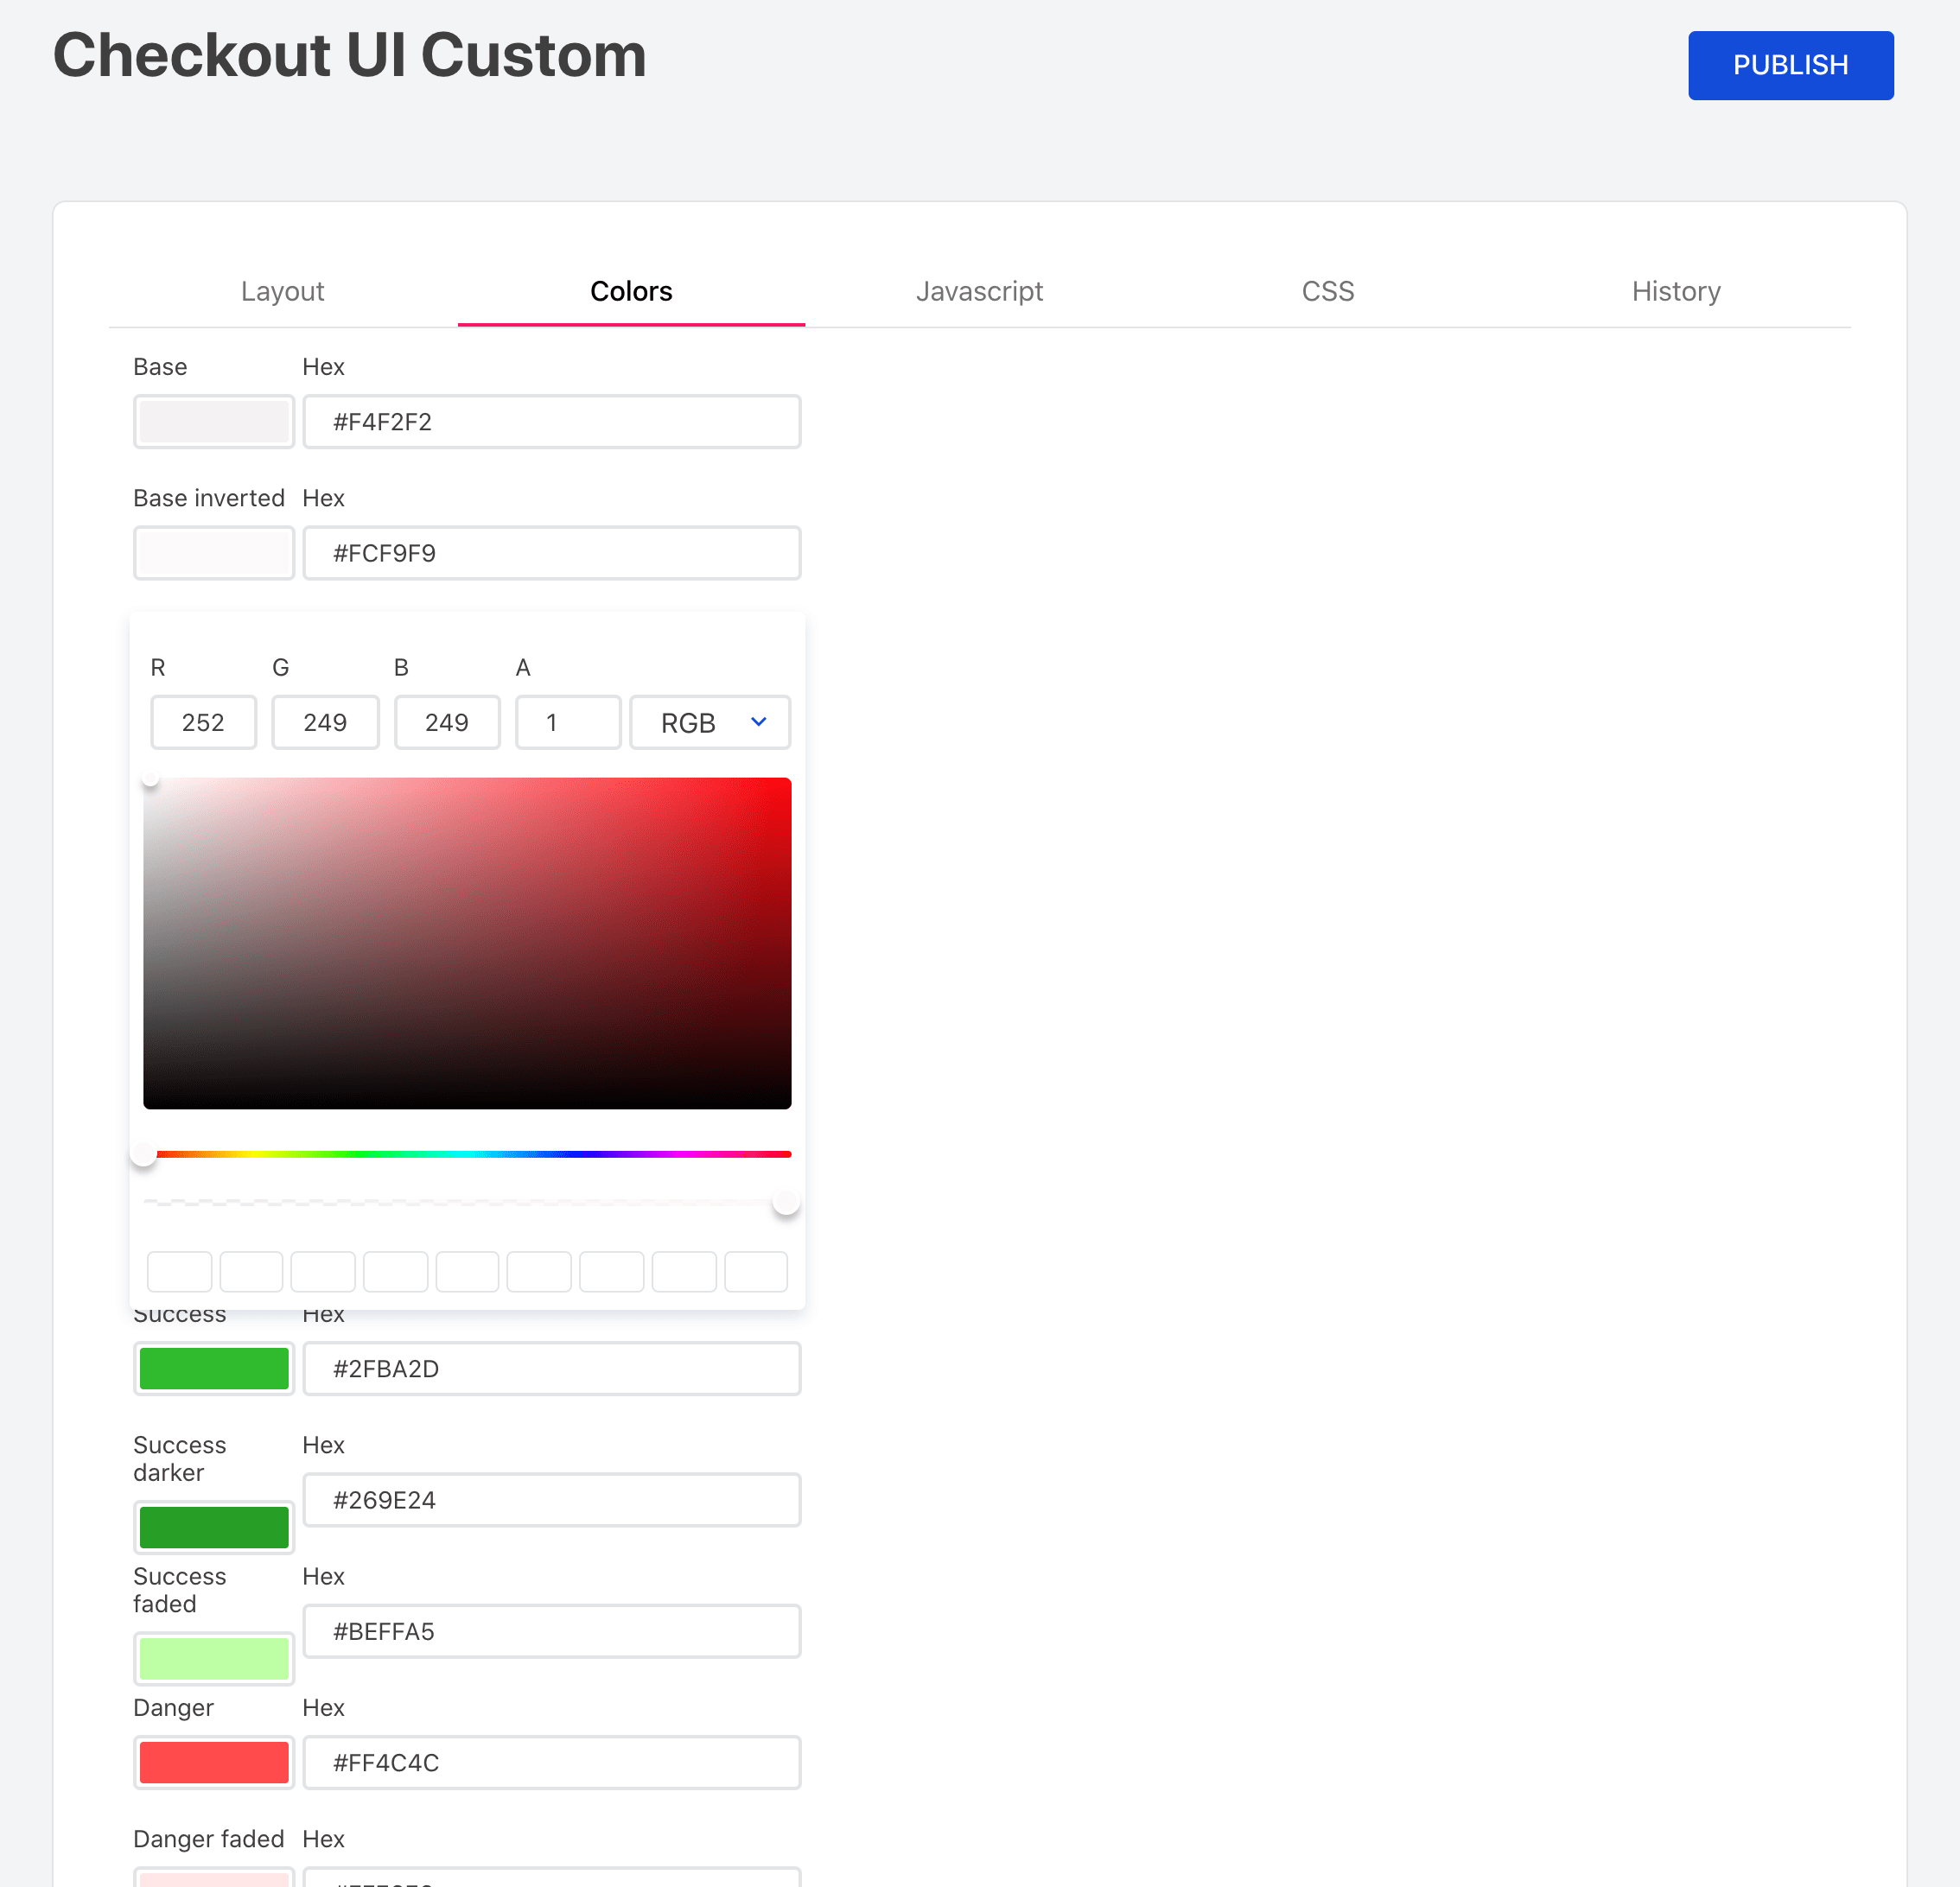 Checkout UI Custom
PUBLISH
Layout Colors Javascript CSS History
Base Hex
#F4F2F2
Base inverted Hex
#FCF9F9
R G B A
252 249 249 1 RGB
Success Hex
#2FBA2D
Success Hex
darker
#269E24
Success Hex
faded
#BEFFA5
Danger Hex
#FF4C4C
Danger faded Hex